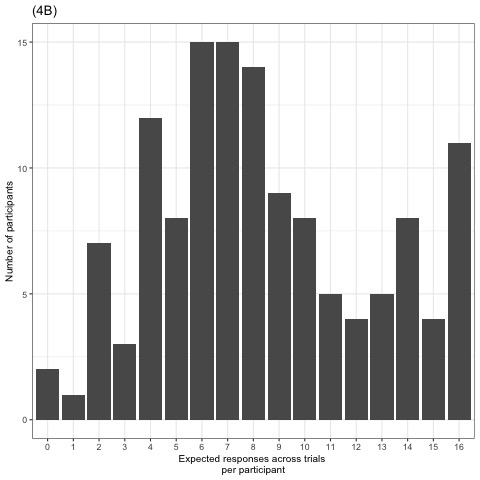 (4B)
Number of participants
15
10
5
0
0 1 2 3 4 5 6 7 8 9 10 11 12 13 14 15 16
Expected responses across trials
per participant